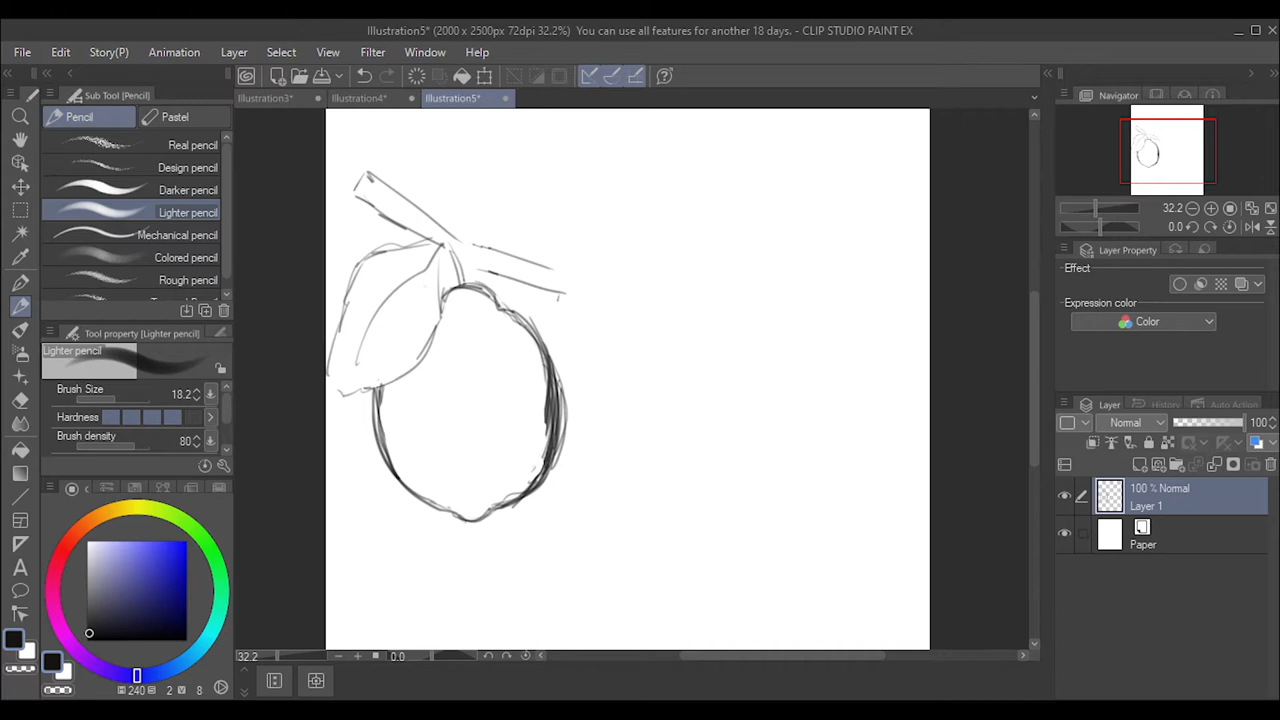 Illustration5* (2000 x 2500px 72dpi 32.2%) You can use all features for another 18 days. - CLIP STUDIO PAINT EX
File Edit Story(P) Animation Layer Select View Filter Window Help
Sub Tool [Pencil]
Illustration3* Illustration4* Illustration5*
Navigator
Pencil Pastel
Real pencil
Design pencil
Darker pencil
Lighter pencil
Mechanical pencil
Colored pencil
Rough pencil
Tool property [Lighter pencil]
Lighter pencil
Brush Size 18.2
Hardness
Brush density 80
240 2 V 8
32.2 0.0
32.2
0.0
Layer Property
Effect
Expression color
Color
Layer History Auto Action
Normal 100
100 % Normal
Layer 1
Paper